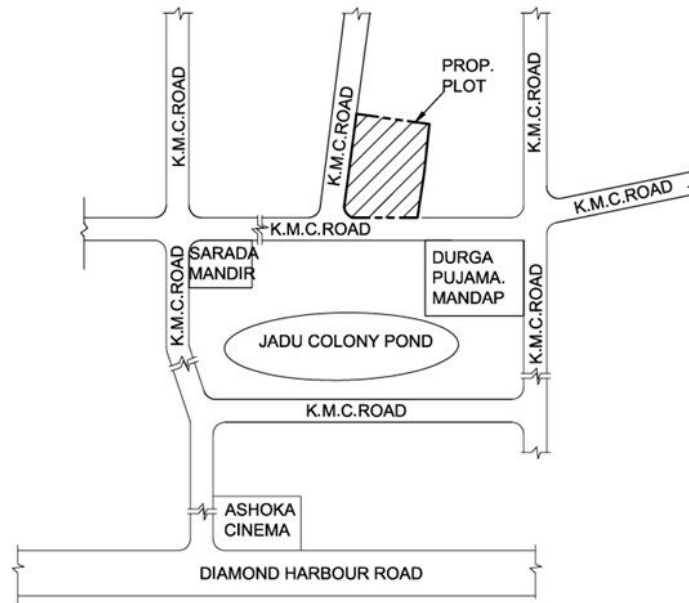 PROP.
PLOT
K.M.C.ROAD
K.M.C.ROAD
K.M.C.ROAD
K.M.C.ROAD
K.M.C.ROAD
SARADA
MANDIR
DURGA
PUJAMA.
MANDAP
K.M.C.ROAD
K.M.C.ROAD
JADU COLONY POND
K.M.C.ROAD
ASHOKA
CINEMA
DIAMOND HARBOUR ROAD